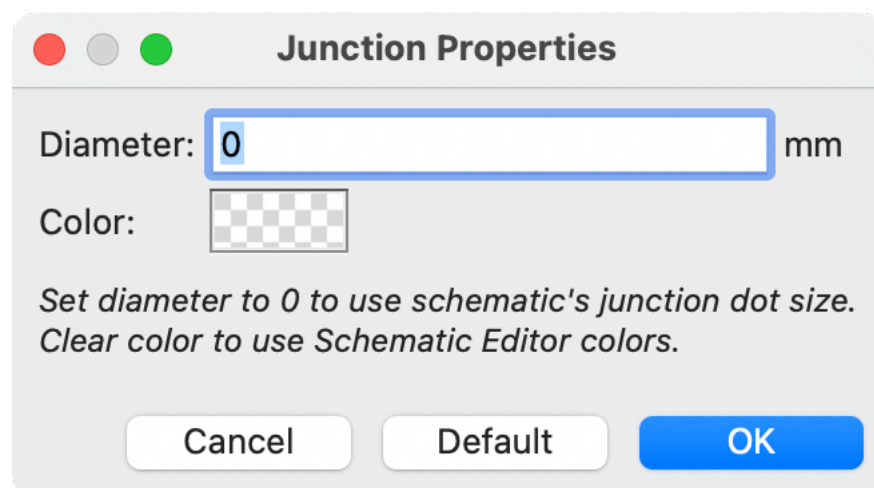 Junction Properties
Diameter: 0 mm
Color:
Set diameter to 0 to use schematic's junction dot size.
Clear color to use Schematic Editor colors.
Cancel Default OK